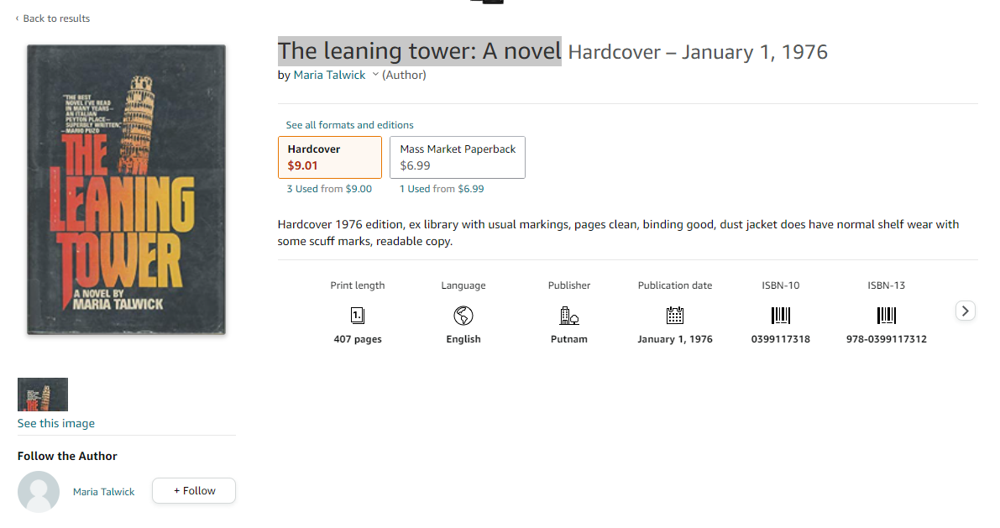 ‹ Back to results
The leaning tower: A novel Hardcover – January 1, 1976
by Maria Talwick (Author)
"THE BEST
NOVEL I'VE READ
IN MANY YEARS—
AN ITALIAN
PEYTON PLACE—
SUPERBLY WRITTEN."
—MARIO PUZO
THE
LEANING
TOWER
A NOVEL BY
MARIA TALWICK
See all formats and editions
Hardcover
$9.01
3 Used from $9.00
Mass Market Paperback
$6.99
1 Used from $6.99
Hardcover 1976 edition, ex library with usual markings, pages clean, binding good, dust jacket does have normal shelf wear with
some scuff marks, readable copy.
Print length
1.
407 pages
Language
English
Publisher
Putnam
Publication date
January 1, 1976
ISBN-10
0399117318
ISBN-13
978-0399117312
See this image
Follow the Author
Maria Talwick
+ Follow